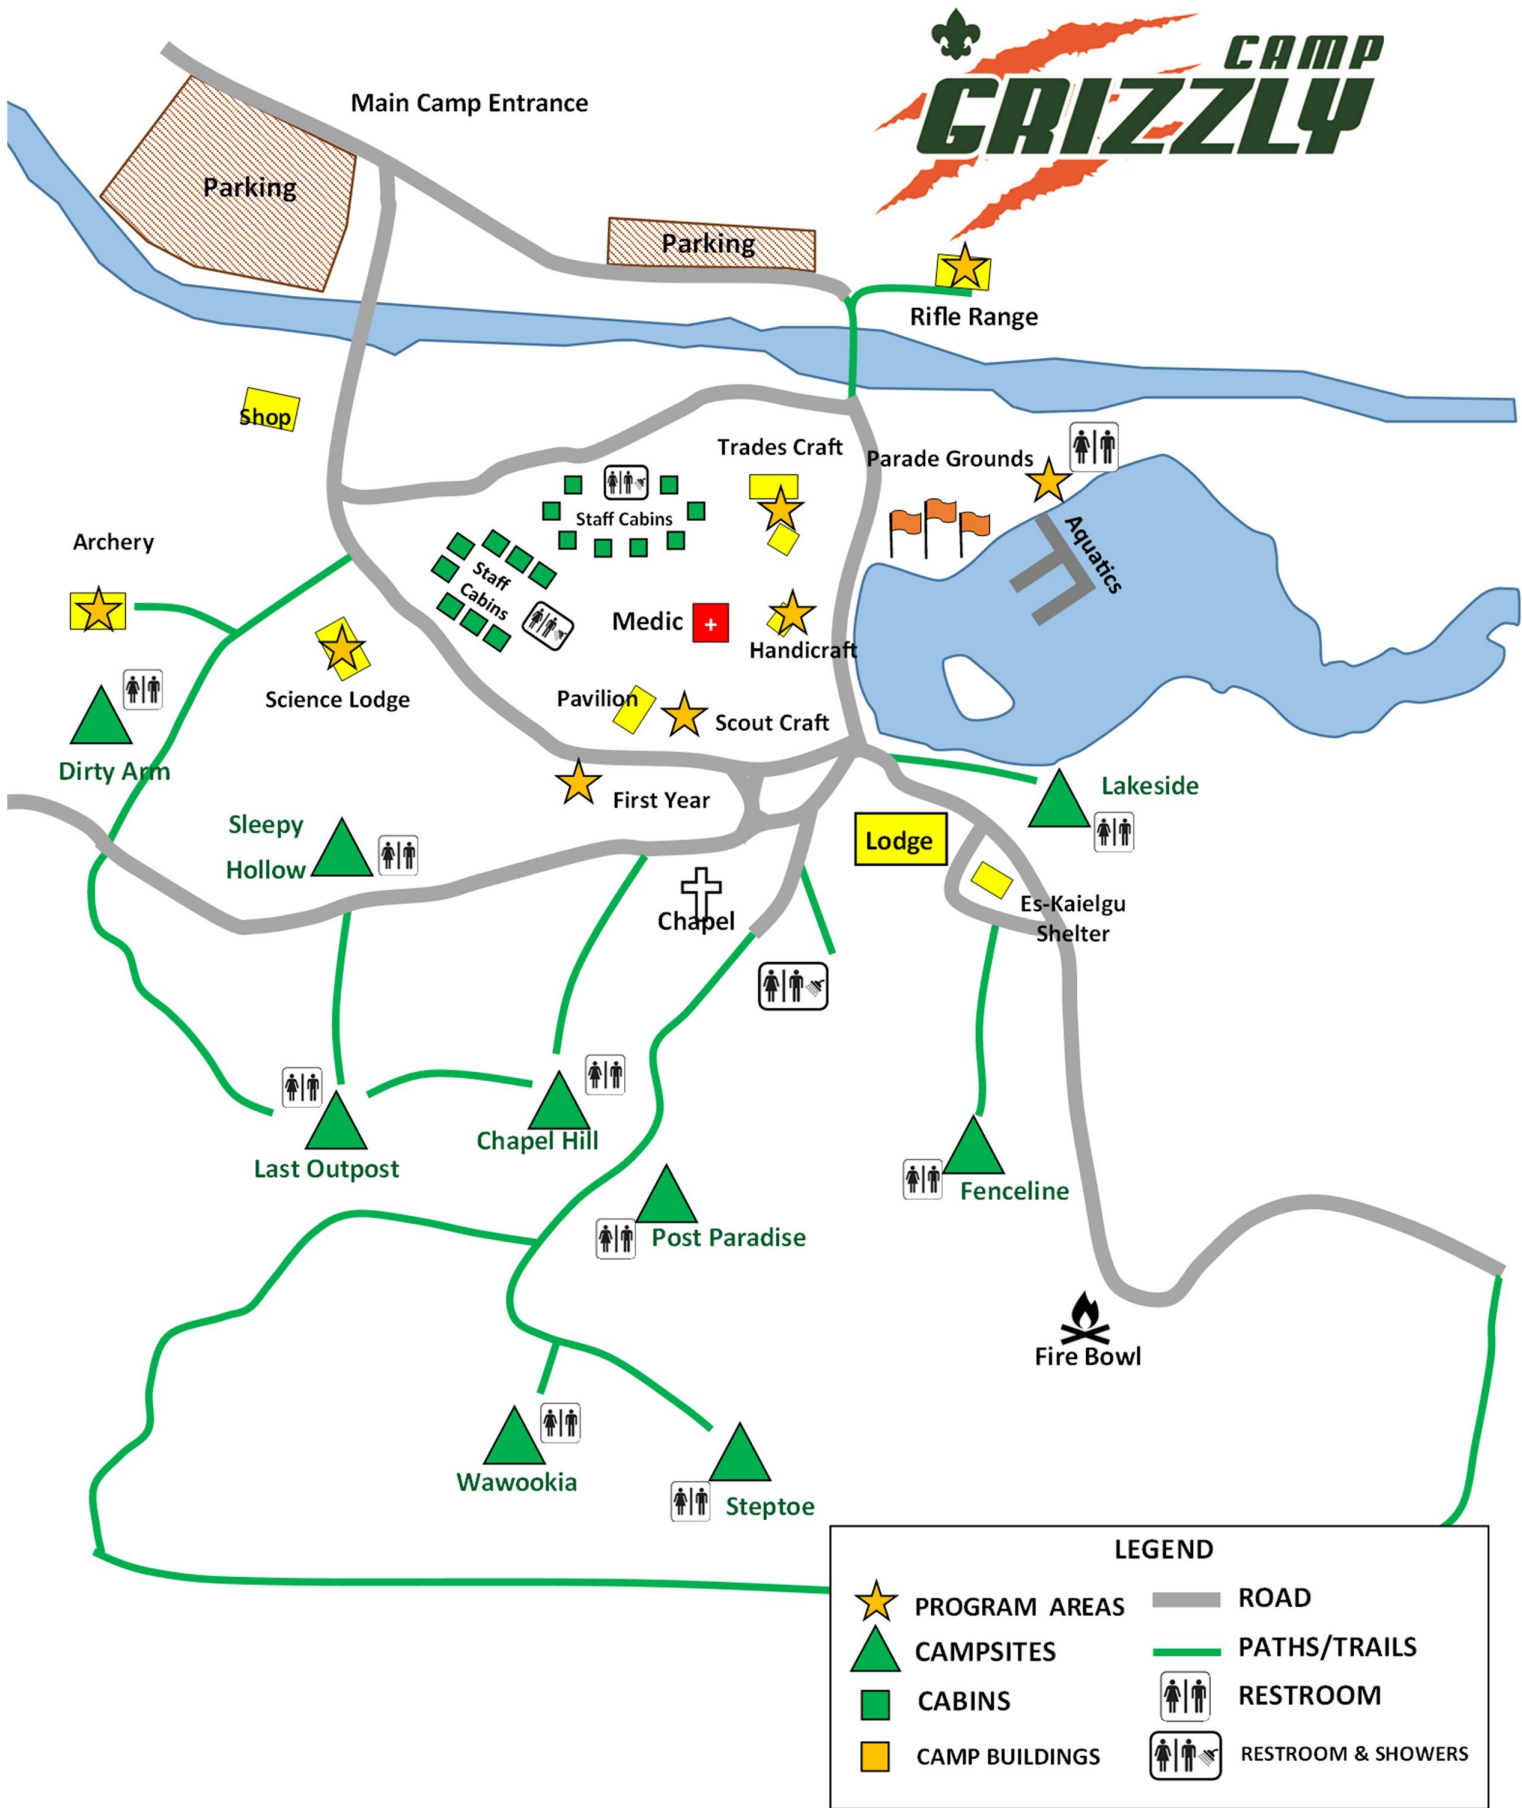 CAMP
GRIZZLY
Main Camp Entrance
Parking
Parking
Rifle Range
Shop
Trades Craft
Parade Grounds
Staff Cabins
Aquatics
Archery
Staff
Cabins
Medic
+
Handicraft
Science Lodge
Pavilion
Scout Craft
Dirty Arm
Lakeside
First Year
Sleepy
Hollow
Lodge
Es-Kaielgu
Shelter
Chapel
Chapel Hill
Last Outpost
Fenceline
Post Paradise
Fire Bowl
Wawookia
Steptoe
LEGEND
PROGRAM AREAS
ROAD
CAMPSITES
PATHS/TRAILS
CABINS
RESTROOM
CAMP BUILDINGS
RESTROOM & SHOWERS